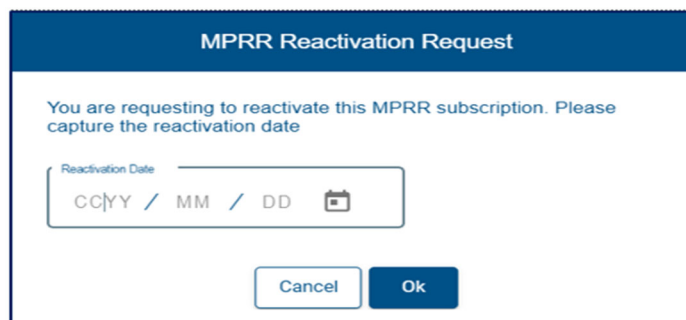 MPRR Reactivation Request
You are requesting to reactivate this MPRR subscription. Please
capture the reactivation date
Reactivation Date
CCYY / MM / DD
Cancel Ok